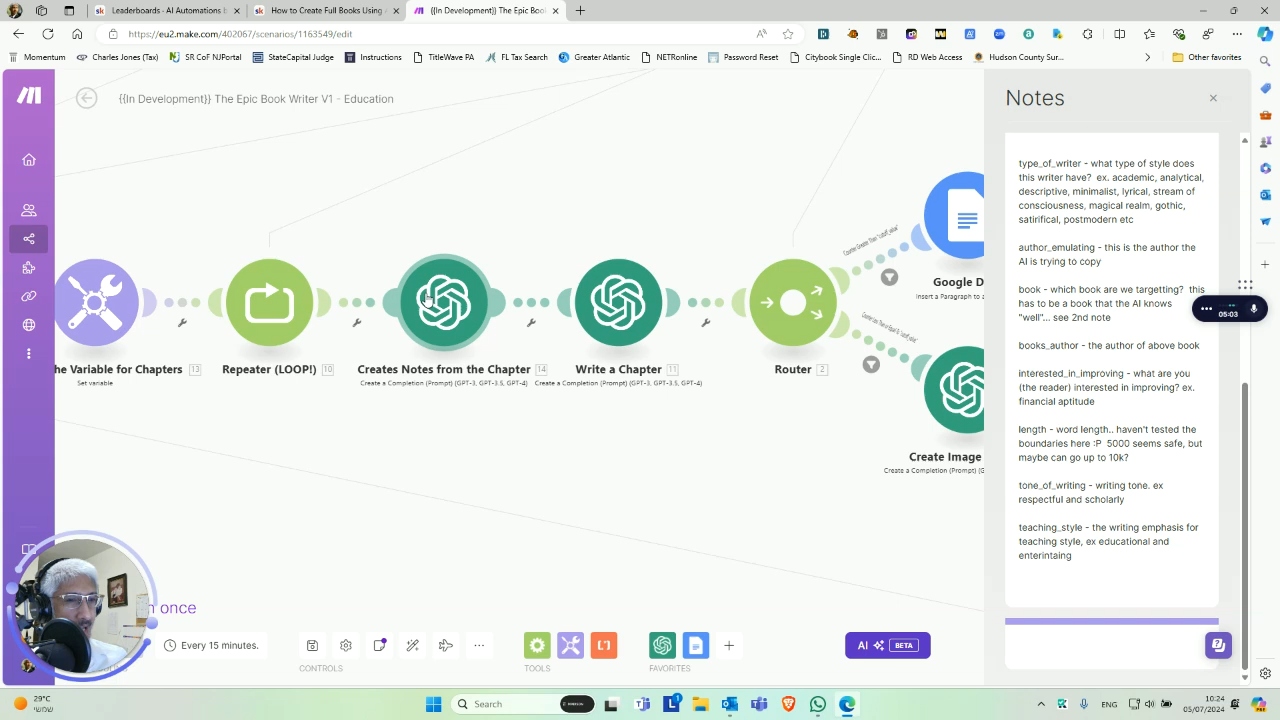 Leaderboards - AI Automations b
How to Create Full Books Using A
{{In Development}} The Epic Book
https://eu2.make.com/402067/scenarios/1163549/edit
Momentum
Charles Jones (Tax)
SR CoF NJPortal
StateCapital Judge
Instructions
TitleWave PA
FL Tax Search
Greater Atlantic
NETRonline
Password Reset
Citybook Single Clic...
RD Web Access
Hudson County Sur...
Other favorites
{{In Development}} The Epic Book Writer V1 - Education
Notes
type_of_writer - what type of style does
this writer have? ex. academic, analytical,
descriptive, minimalist, lyrical, stream of
consciousness, magical realm, gothic,
satirifical, postmodern etc
author_emulating - this is the author the
AI is trying to copy
book - which book are we targetting? this
has to be a book that the AI knows
"well"... see 2nd note
books_author - the author of above book
interested_in_improving - what are you
(the reader) interested in improving? ex.
financial aptitude
length - word length.. haven't tested the
boundaries here :P 5000 seems safe, but
maybe can go up to 10k?
tone_of_writing - writing tone. ex
respectful and scholarly
teaching_style - the writing emphasis for
teaching style, ex educational and
enterintaing
05:03
he Variable for Chapters 13
Set variable
Repeater (LOOP!) 10
Creates Notes from the Chapter 14
Create a Completion (Prompt) (GPT-3, GPT-3.5, GPT-4)
Write a Chapter 11
Create a Completion (Prompt) (GPT-3, GPT-3.5, GPT-4)
Router 2
Google D
Insert a Paragraph to a
Create Image
Create a Completion (Prompt) (G
n once
Every 15 minutes.
CONTROLS
TOOLS
FAVORITES
AI BETA
29°C
Search
1
ENG
10:24
05/07/2024